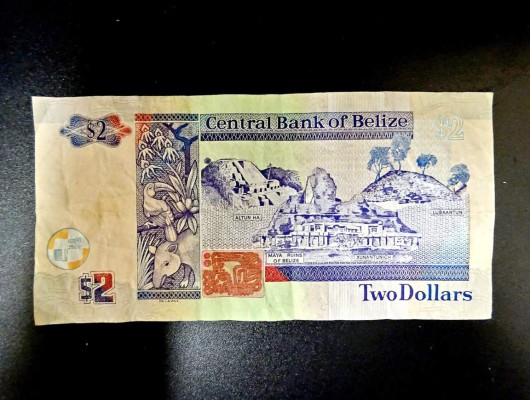 $2
Central Bank of Belize
$2
ALTUN HA
LUBAANTUN
MAYA RUINS
OF BELIZE
XUNANTUNICH
$2
Two Dollars